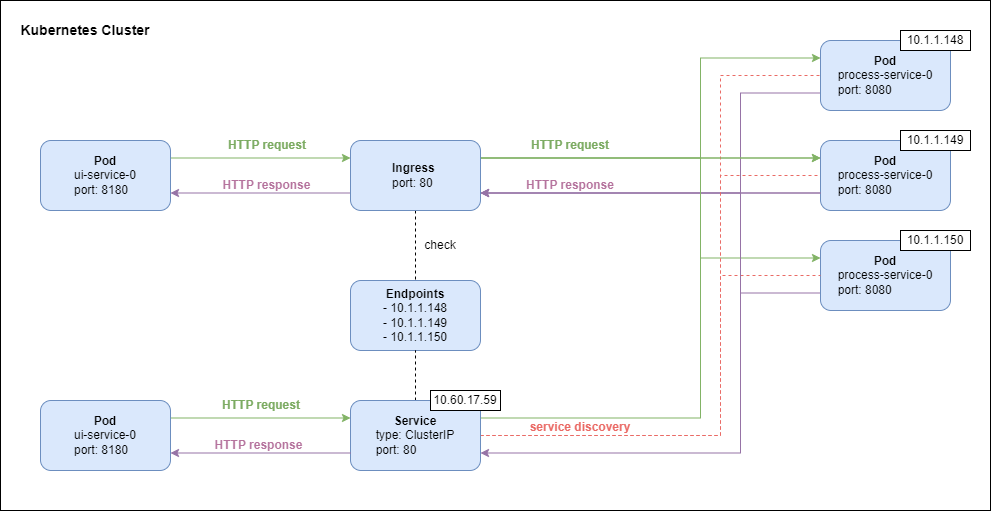 Kubernetes Cluster
10.1.1.148
Pod
process-service-0
port: 8080
HTTP request
HTTP request
10.1.1.149
Pod
ui-service-0
port: 8180
Ingress
port: 80
Pod
process-service-0
port: 8080
HTTP response
HTTP response
check
10.1.1.150
Pod
process-service-0
port: 8080
Endpoints
- 10.1.1.148
- 10.1.1.149
- 10.1.1.150
HTTP request
10.60.17.59
Pod
ui-service-0
port: 8180
Service
type: ClusterIP
port: 80
service discovery
HTTP response